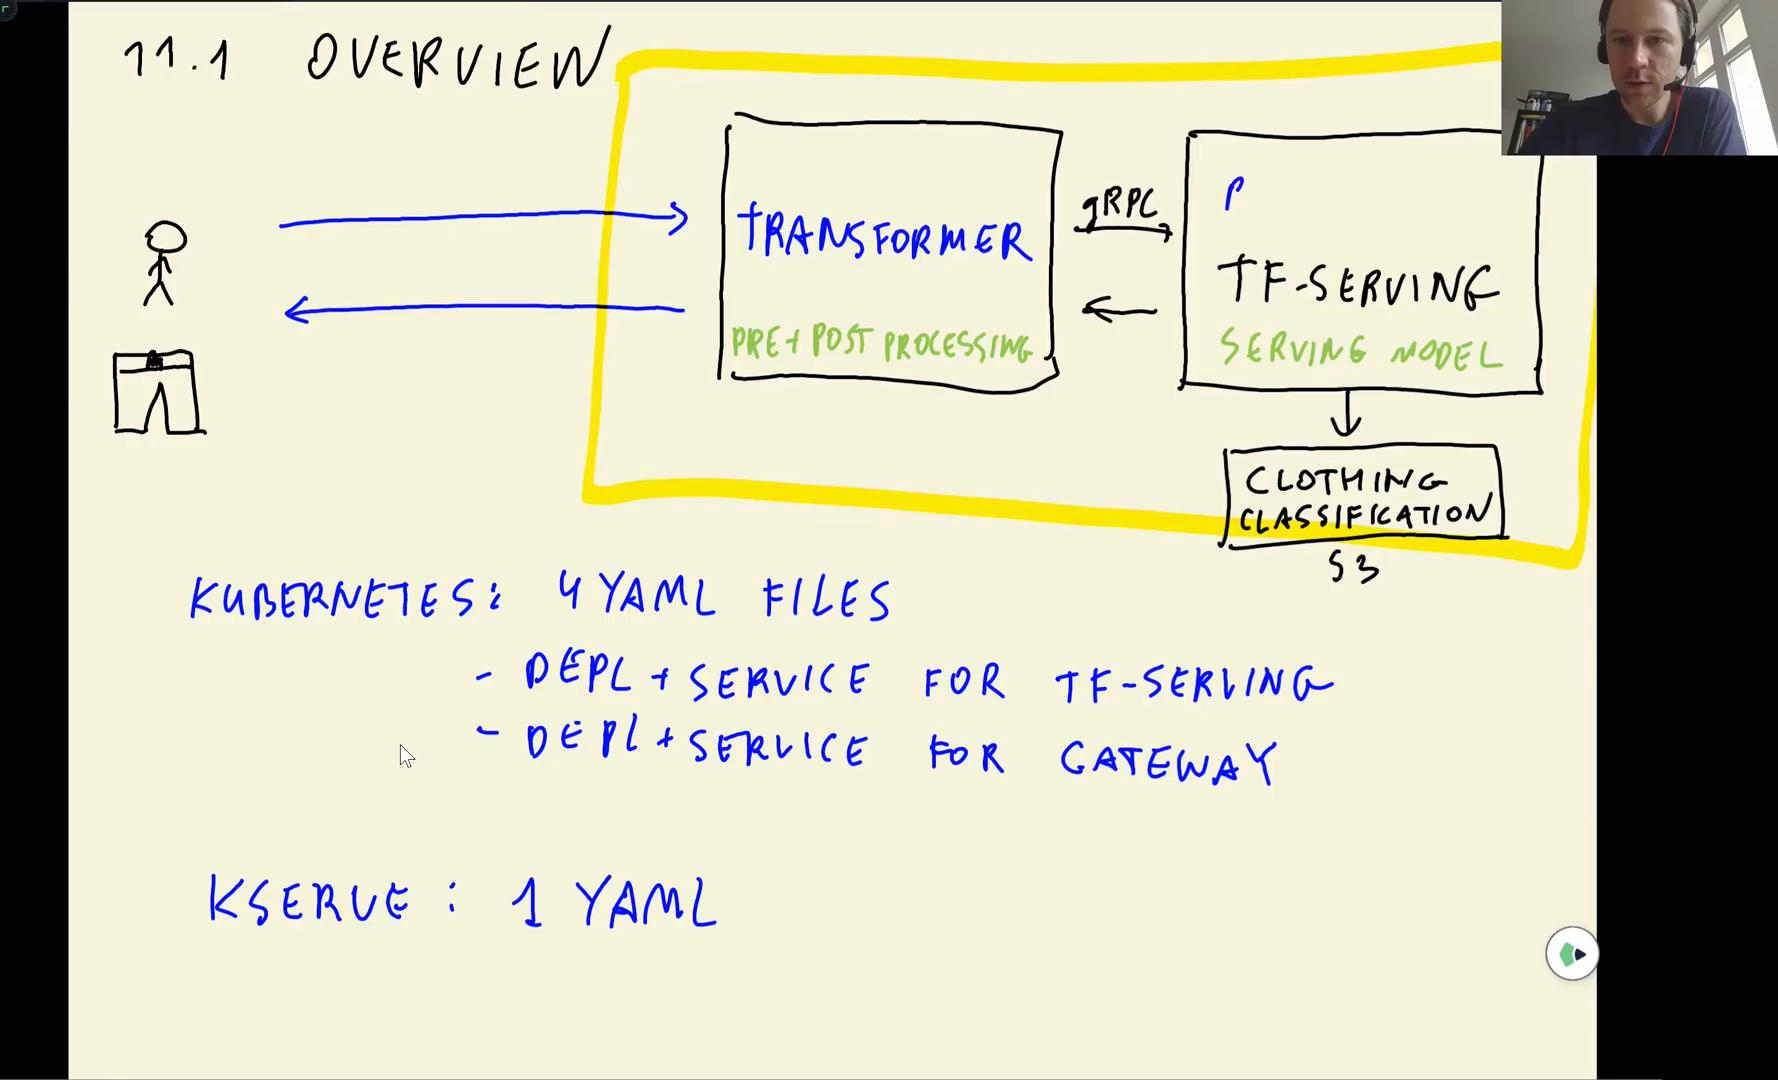 11.1 OVERVIEW
gRPC
TRANSFORMER
P
TF-SERVING
PRE+POST PROCESSING
SERVING MODEL
CLOTHING
CLASSIFICATION
S3
KUBERNETES: 4 YAML FILES
- DEPL + SERVICE FOR TF-SERVING
- DEPL + SERVICE FOR GATEWAY
KSERVE: 1 YAML